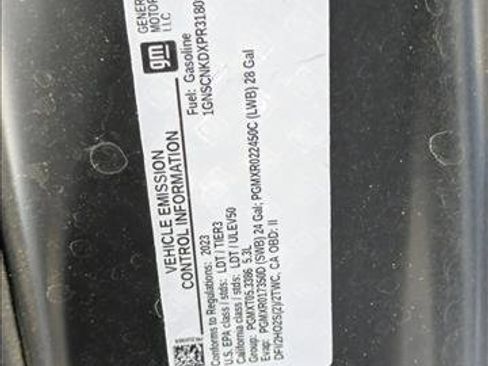 gm
GENERAL
MOTORS
LLC
VEHICLE EMISSION
CONTROL INFORMATION
Fuel: Gasoline
1GNSCNKDXPR3180
Conforms to Regulations: 2023
U.S. EPA class / stds: LDT / TIER3
California class / stds: LDT / ULEV50
Group: PGMXT05.3386 5.3L
Evap: PGMXR017350D (SWB) 24 Gal; PGMXR022450C (LWB) 28 Gal
DFI/2HO2S(2)/2TWC, CA OBD: II